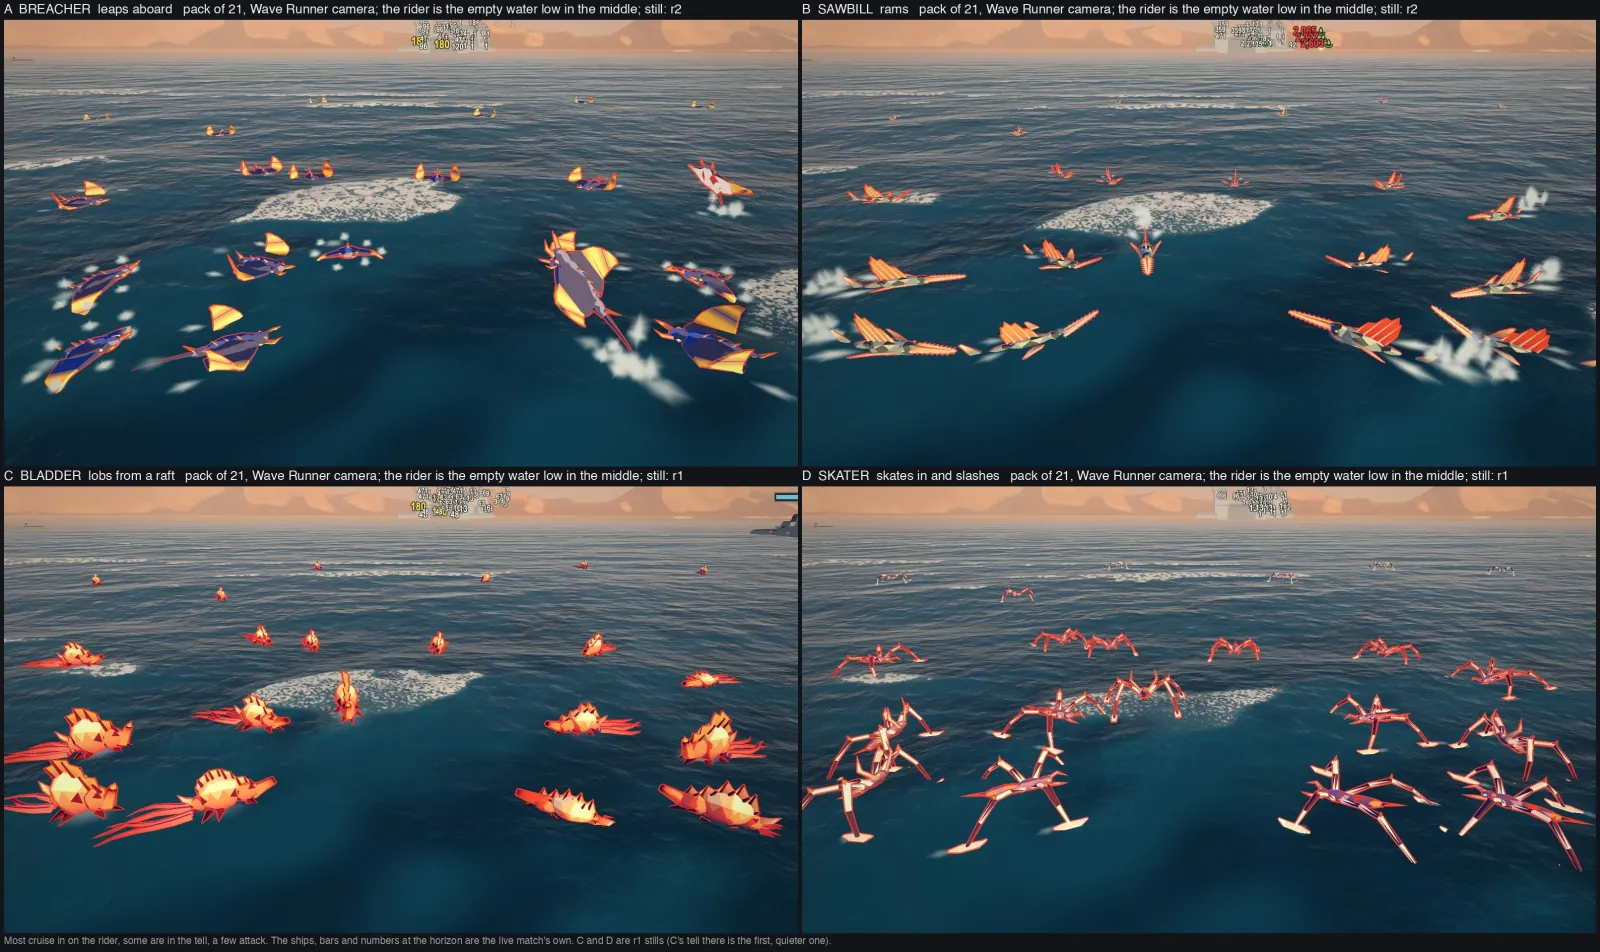 A BREACHER leaps aboard pack of 21, Wave Runner camera; the rider is the empty water low in the middle; still: r2
B SAWBILL rams pack of 21, Wave Runner camera; the rider is the empty water low in the middle; still: r2
180
C BLADDER lobs from a raft pack of 21, Wave Runner camera; the rider is the empty water low in the middle; still: r1
D SKATER skates in and slashes pack of 21, Wave Runner camera; the rider is the empty water low in the middle; still: r1
180
Most cruise in on the rider, some are in the tell, a few attack. The ships, bars and numbers at the horizon are the live match's own. C and D are r1 stills (C's tell there is the first, quieter one).